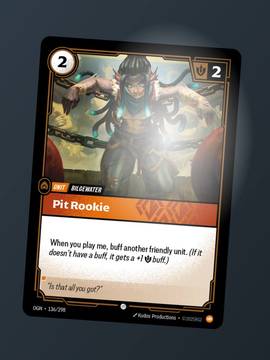 2
2
UNIT BILGEWATER
Pit Rookie
When you play me, buff another friendly unit. (If it
doesn't have a buff, it gets a +1 buff.)
"Is that all you got?"
OGN • 136/298
Kudos Productions